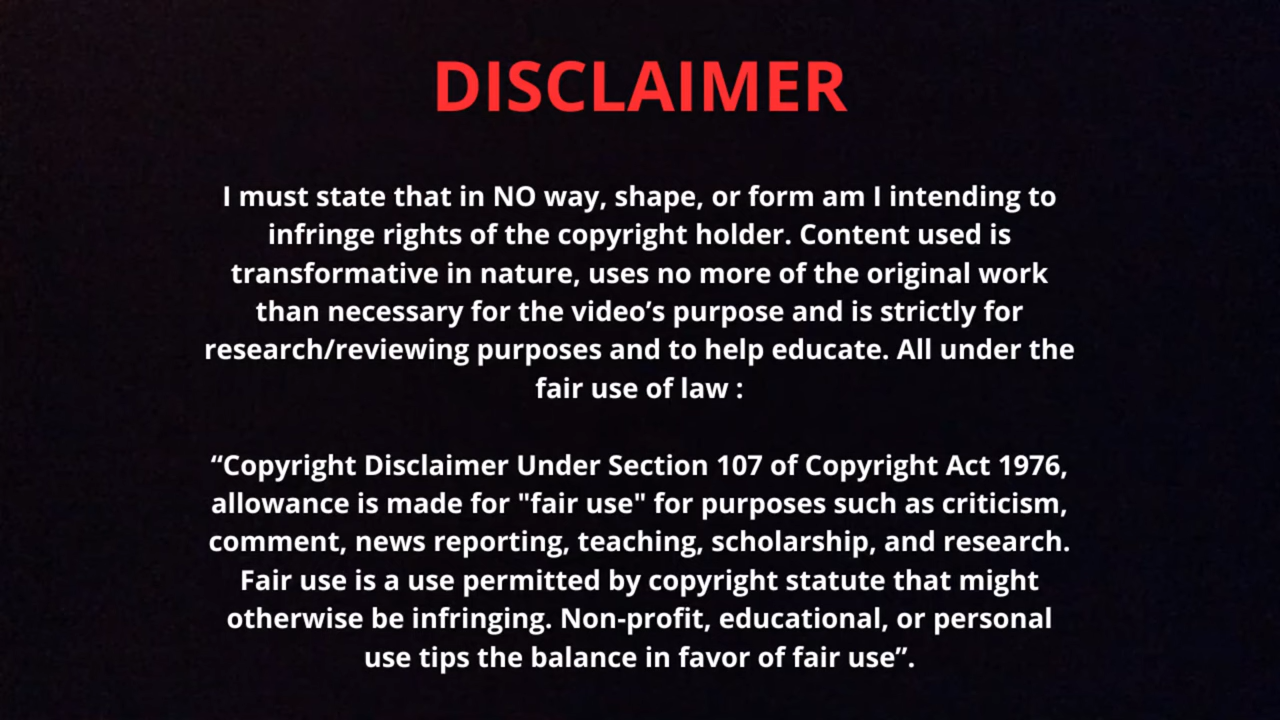 DISCLAIMER
I must state that in NO way, shape, or form am I intending to
infringe rights of the copyright holder. Content used is
transformative in nature, uses no more of the original work
than necessary for the video’s purpose and is strictly for
research/reviewing purposes and to help educate. All under the
fair use of law :
“Copyright Disclaimer Under Section 107 of Copyright Act 1976,
allowance is made for "fair use" for purposes such as criticism,
comment, news reporting, teaching, scholarship, and research.
Fair use is a use permitted by copyright statute that might
otherwise be infringing. Non-profit, educational, or personal
use tips the balance in favor of fair use”.